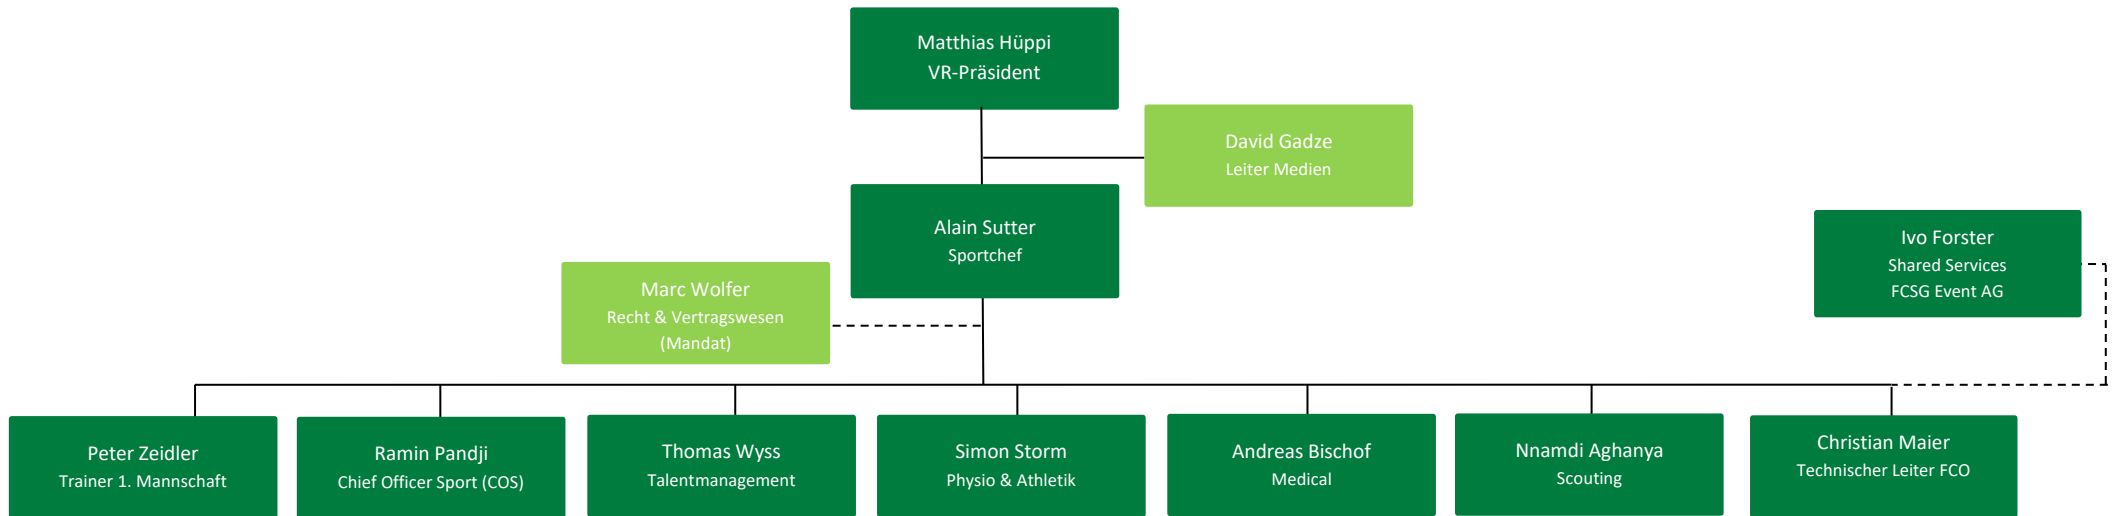 Matthias Hüppi
VR-Präsident
David Gadze
Leiter Medien
Alain Sutter
Sportchef
Ivo Forster
Shared Services
FCSG Event AG
Marc Wolfer
Recht & Vertragswesen
(Mandat)
Peter Zeidler
Trainer 1. Mannschaft
Ramin Pandji
Chief Officer Sport (COS)
Thomas Wyss
Talentmanagement
Simon Storm
Physio & Athletik
Andreas Bischof
Medical
Nnamdi Aghanya
Scouting
Christian Maier
Technischer Leiter FCO